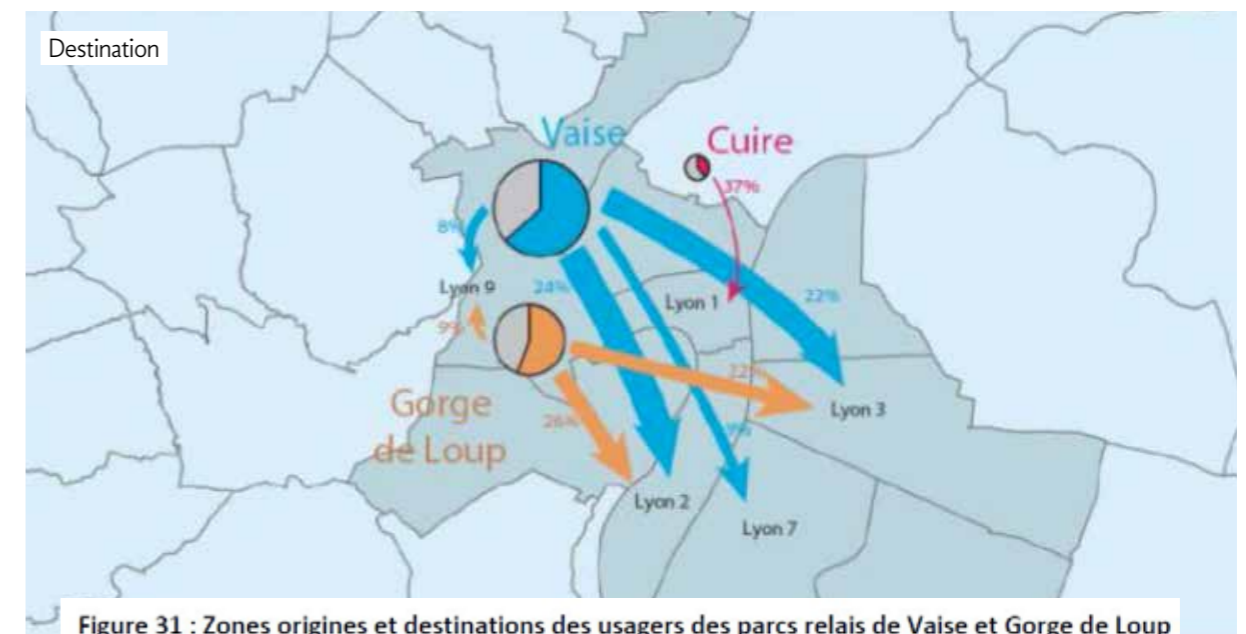 Destination
Vaise
Cuire
37%
8%
Lyon 9
24%
Lyon 1
22%
9%
22%
Gorge
de Loup
26%
Lyon 3
9%
Lyon 2
Lyon 7
Figure 31 : Zones origines et destinations des usagers des parcs relais de Vaise et Gorge de Loup